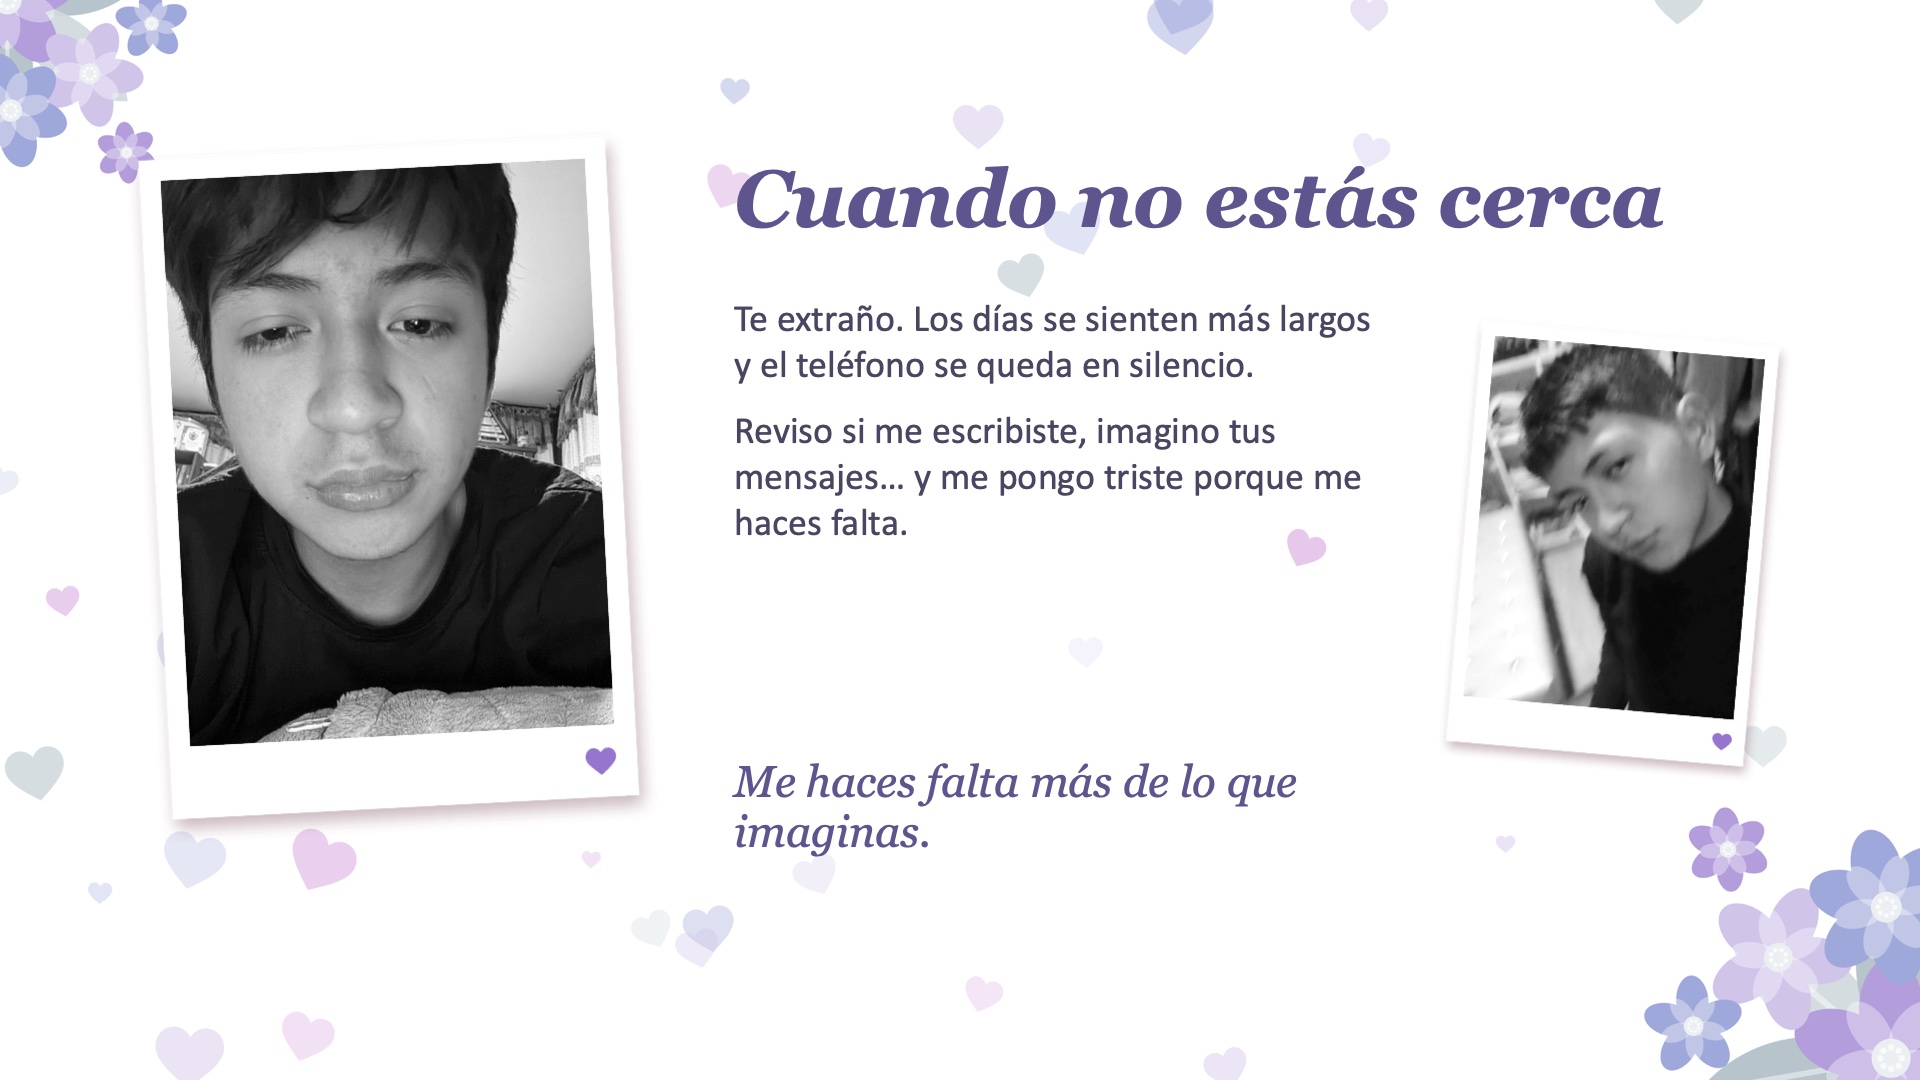 Cuando no estás cerca
Te extraño. Los días se sienten más largos
y el teléfono se queda en silencio.
Reviso si me escribiste, imagino tus
mensajes... y me pongo triste porque me
haces falta.
Me haces falta más de lo que
imaginas.